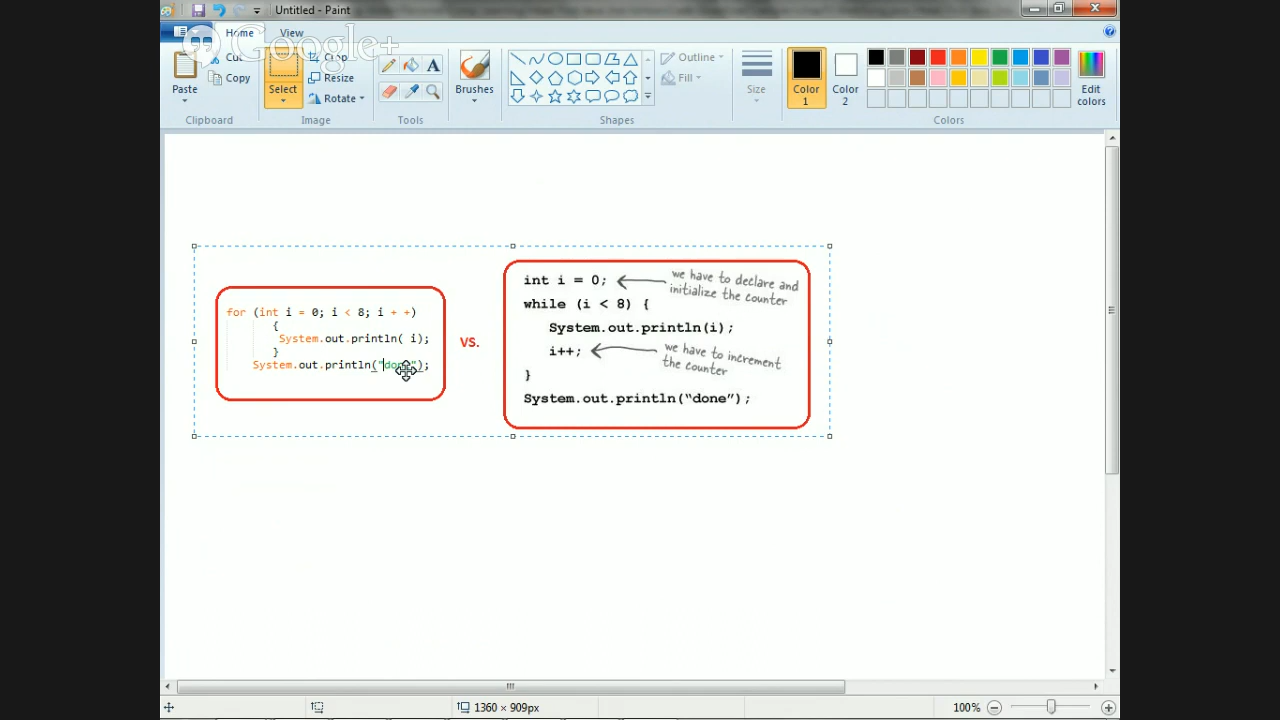 Untitled - Paint
Home
View
Google+
Paste
Cut
Copy
Clipboard
Select
Crop
Resize
Rotate
Image
Tools
Brushes
Shapes
Outline
Fill
Size
Color
1
Color
2
Edit
colors
Colors
for (int i = 0; i < 8; i + +)
{
System.out.println( i);
}
System.out.println("done");
VS.
int i = 0;
we have to declare and
initialize the counter
while (i < 8) {
System.out.println(i);
i++;
we have to increment
the counter
}
System.out.println(“done”);
1360 × 909px
100%